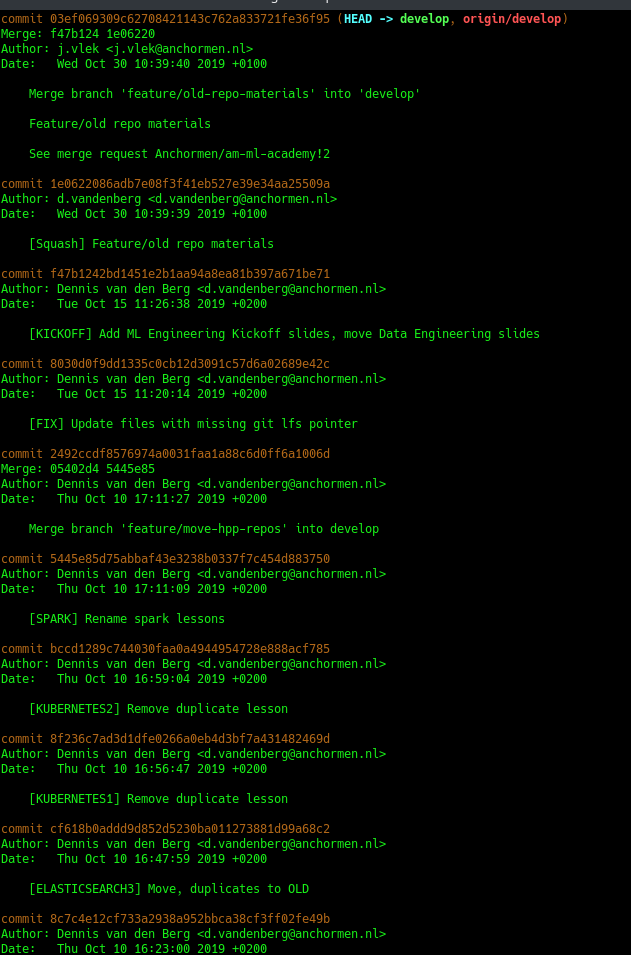 commit 03ef069309c62708421143c762a833721fe36f95 (HEAD -> develop, origin/develop)
Merge: f47b124 1e06220
Author: j.vlek <j.vlek@anchormen.nl>
Date:   Wed Oct 30 10:39:40 2019 +0100
    Merge branch 'feature/old-repo-materials' into 'develop'
    Feature/old repo materials
    See merge request Anchormen/am-ml-academy!2
commit 1e0622086adb7e08f3f41eb527e39e34aa25509a
Author: d.vandenberg <d.vandenberg@anchormen.nl>
Date:   Wed Oct 30 10:39:39 2019 +0100
    [Squash] Feature/old repo materials
commit f47b1242bd1451e2b1aa94a8ea81b397a671be71
Author: Dennis van den Berg <d.vandenberg@anchormen.nl>
Date:   Tue Oct 15 11:26:38 2019 +0200
    [KICKOFF] Add ML Engineering Kickoff slides, move Data Engineering slides
commit 8030d0f9dd1335c0cb12d3091c57d6a02689e42c
Author: Dennis van den Berg <d.vandenberg@anchormen.nl>
Date:   Tue Oct 15 11:20:14 2019 +0200
    [FIX] Update files with missing git lfs pointer
commit 2492ccdf8576974a0031faa1a88c6d0ff6a1006d
Merge: 05402d4 5445e85
Author: Dennis van den Berg <d.vandenberg@anchormen.nl>
Date:   Thu Oct 10 17:11:27 2019 +0200
    Merge branch 'feature/move-hpp-repos' into develop
commit 5445e85d75abbaf43e3238b0337f7c454d883750
Author: Dennis van den Berg <d.vandenberg@anchormen.nl>
Date:   Thu Oct 10 17:11:09 2019 +0200
    [SPARK] Rename spark lessons
commit bccd1289c744030faa0a4944954728e888acf785
Author: Dennis van den Berg <d.vandenberg@anchormen.nl>
Date:   Thu Oct 10 16:59:04 2019 +0200
    [KUBERNETES2] Remove duplicate lesson
commit 8f236c7ad3d1dfe0266a0eb4d3bf7a431482469d
Author: Dennis van den Berg <d.vandenberg@anchormen.nl>
Date:   Thu Oct 10 16:56:47 2019 +0200
    [KUBERNETES1] Remove duplicate lesson
commit cf618b0addd9d852d5230ba011273881d99a68c2
Author: Dennis van den Berg <d.vandenberg@anchormen.nl>
Date:   Thu Oct 10 16:47:59 2019 +0200
    [ELASTICSEARCH3] Move, duplicates to OLD
commit 8c7c4e12cf733a2938a952bbca38cf3ff02fe49b
Author: Dennis van den Berg <d.vandenberg@anchormen.nl>
Date:   Thu Oct 10 16:23:00 2019 +0200